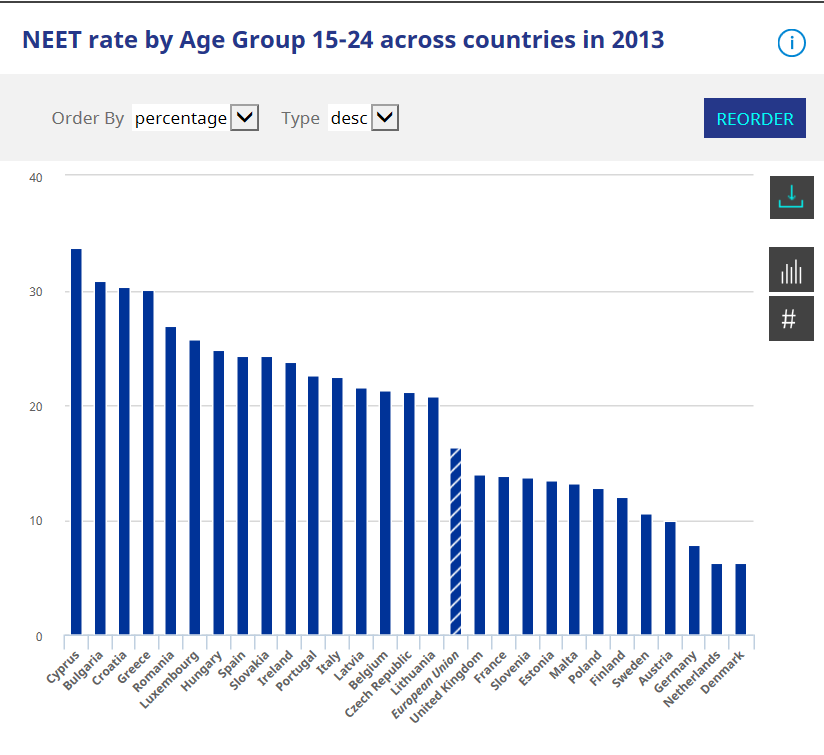 NEET rate by Age Group 15-24 across countries in 2013
i
Order By percentage Type desc REORDER
40
30
20
10
0
#
Cyprus
Bulgaria
Croatia
Greece
Romania
Luxembourg
Hungary
Spain
Slovakia
Ireland
Portugal
Italy
Latvia
Belgium
Czech Republic
Lithuania
European Union
United Kingdom
France
Slovenia
Estonia
Malta
Poland
Finland
Sweden
Austria
Germany
Netherlands
Denmark